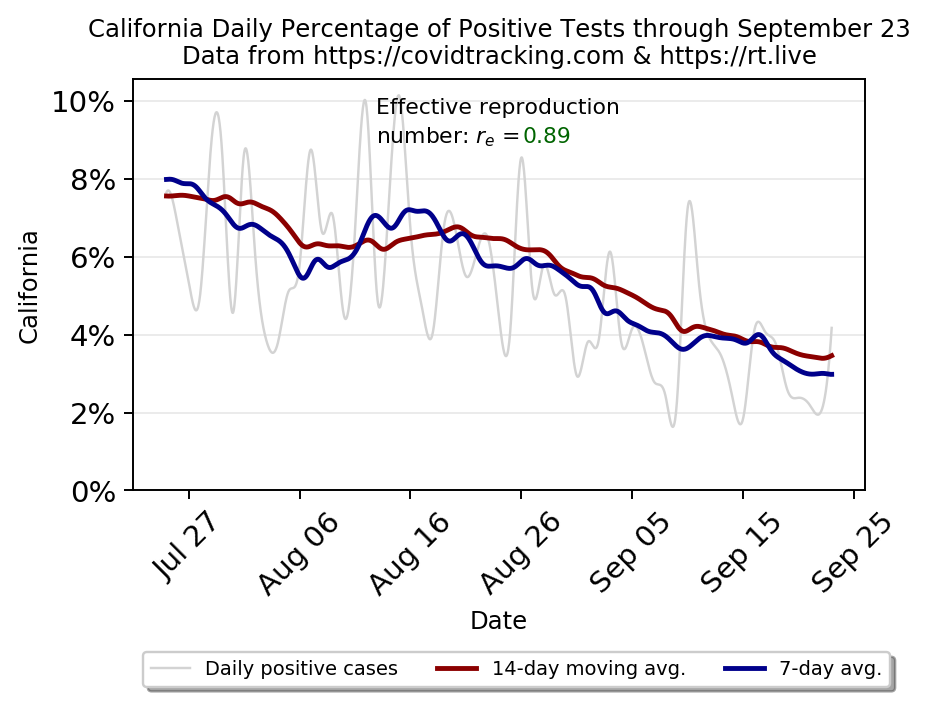 California Daily Percentage of Positive Tests through September 23
Data from https://covidtracking.com & https://rt.live
Effective reproduction
number: rₑ = 0.89
10%
8%
6%
4%
2%
0%
California
Jul 27
Aug 06
Aug 16
Aug 26
Sep 05
Sep 15
Sep 25
Date
Daily positive cases
14-day moving avg.
7-day avg.